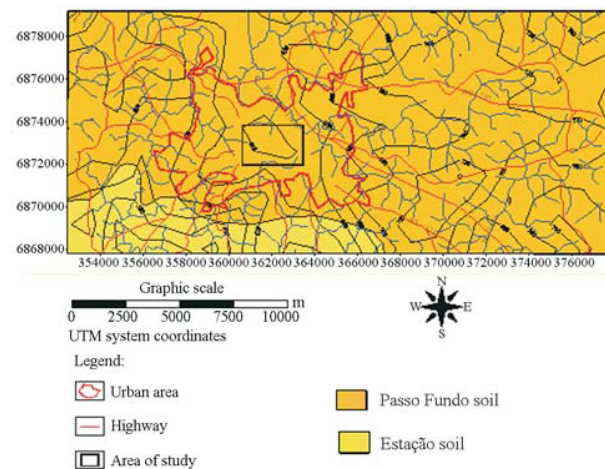 6878000
6876000
6874000
6872000
6870000
6868000
354000 356000 358000 360000 362000 364000 366000 368000 370000 372000 374000 376000
Graphic scale
0 2500 5000 7500 10000 m
UTM system coordinates
N
W E
S
Legend:
Urban area
Highway
Area of study
Passo Fundo soil
Estação soil